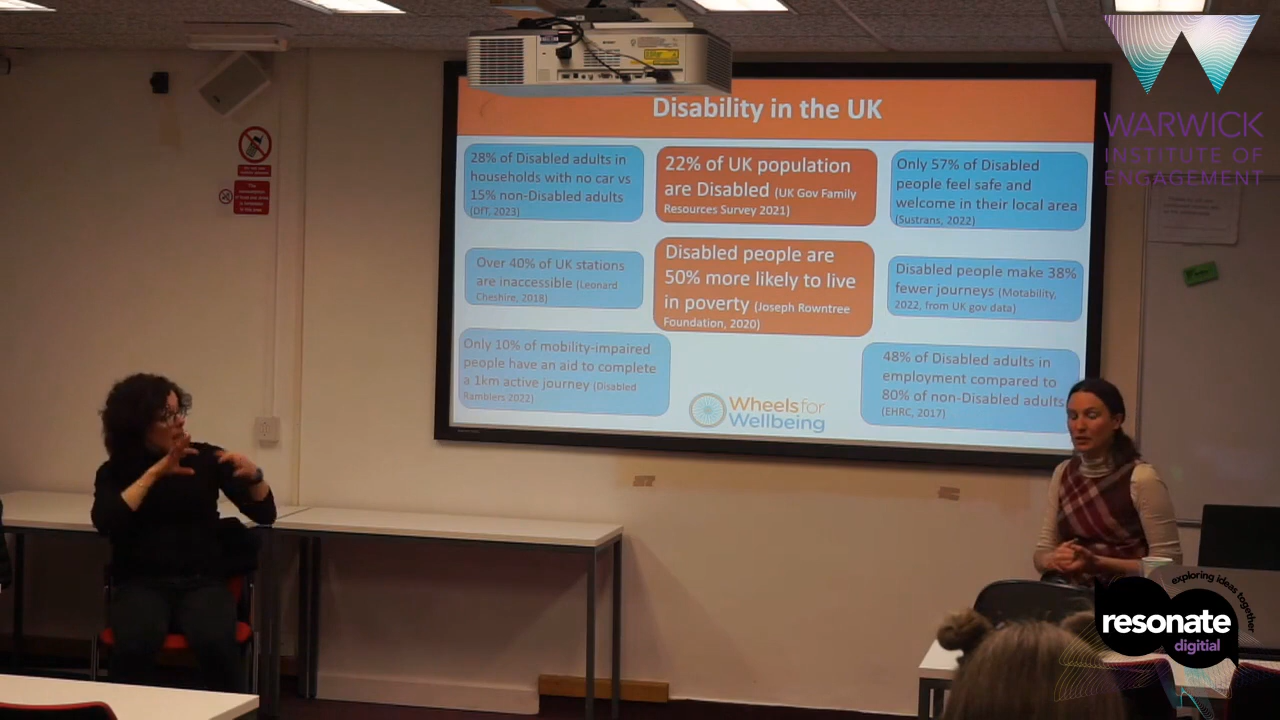 Disability in the UK
28% of Disabled adults in
households with no car vs
15% non-Disabled adults
(DfT, 2023)
22% of UK population
are Disabled (UK Gov Family
Resources Survey 2021)
Only 57% of Disabled
people feel safe and
welcome in their local area
(Sustrans, 2022)
Over 40% of UK stations
are inaccessible (Leonard
Cheshire, 2018)
Disabled people are
50% more likely to live
in poverty (Joseph Rowntree
Foundation, 2020)
Disabled people make 38%
fewer journeys (Motability,
2022, from UK gov data)
Only 10% of mobility-impaired
people have an aid to complete
a 1km active journey (Disabled
Ramblers 2022)
48% of Disabled adults in
employment compared to
80% of non-Disabled adults
(EHRC, 2017)
Wheels for
Wellbeing
WARWICK
INSTITUTE OF
ENGAGEMENT
exploring ideas together
resonate
digitial